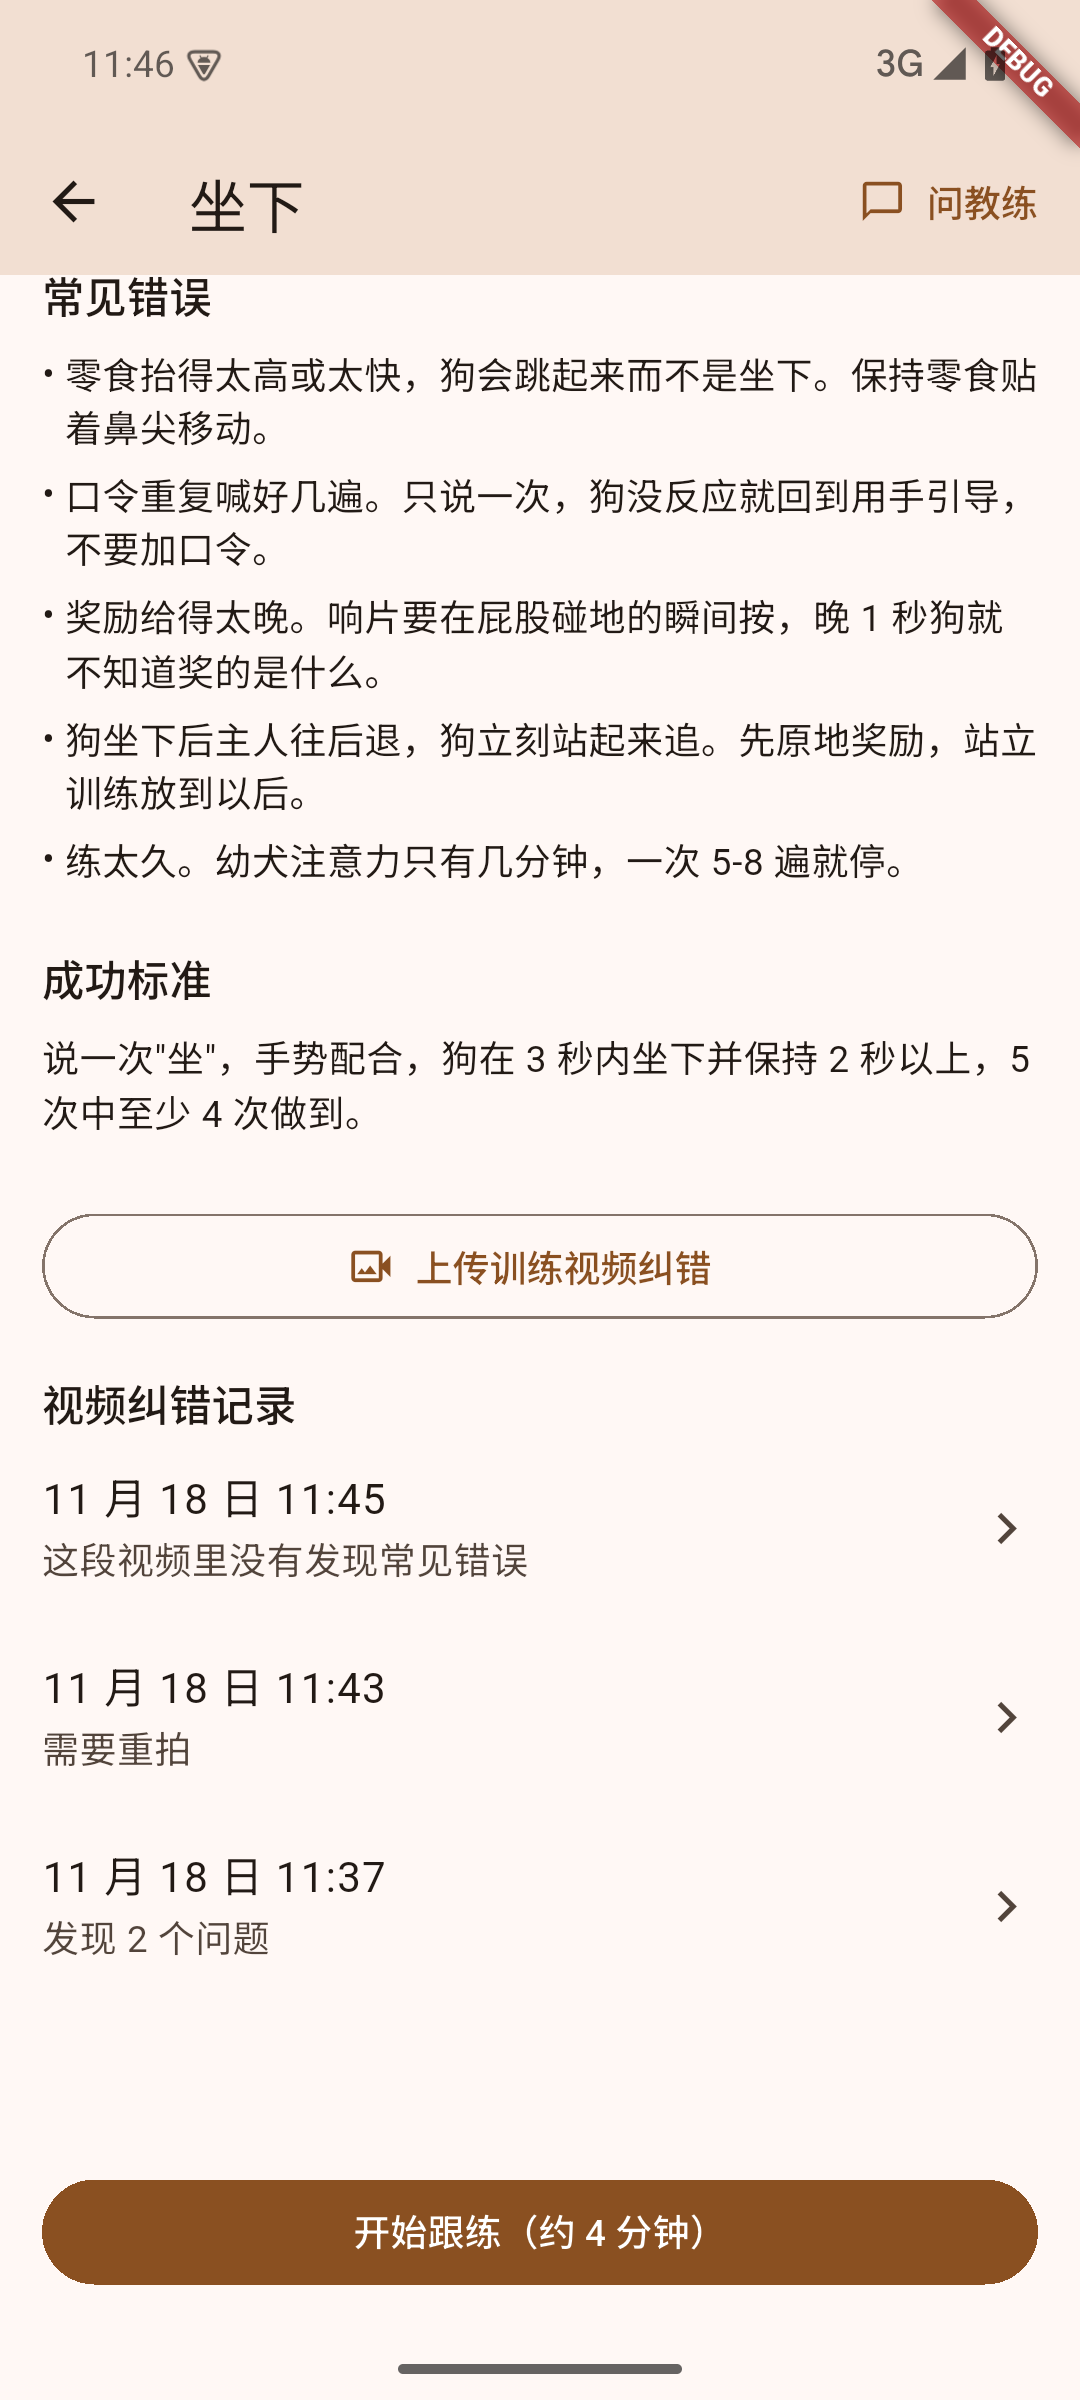 11:46
3G
DEBUG
坐下
问教练
常见错误
• 零食抬得太高或太快，狗会跳起来而不是坐下。保持零食贴
着鼻尖移动。
• 口令重复喊好几遍。只说一次，狗没反应就回到用手引导，
不要加口令。
• 奖励给得太晚。响片要在屁股碰地的瞬间按，晚 1 秒狗就
不知道奖的是什么。
• 狗坐下后主人往后退，狗立刻站起来追。先原地奖励，站立
训练放到以后。
• 练太久。幼犬注意力只有几分钟，一次 5-8 遍就停。
成功标准
说一次"坐"，手势配合，狗在 3 秒内坐下并保持 2 秒以上，5
次中至少 4 次做到。
上传训练视频纠错
视频纠错记录
11 月 18 日 11:45
这段视频里没有发现常见错误
11 月 18 日 11:43
需要重拍
11 月 18 日 11:37
发现 2 个问题
开始跟练（约 4 分钟）